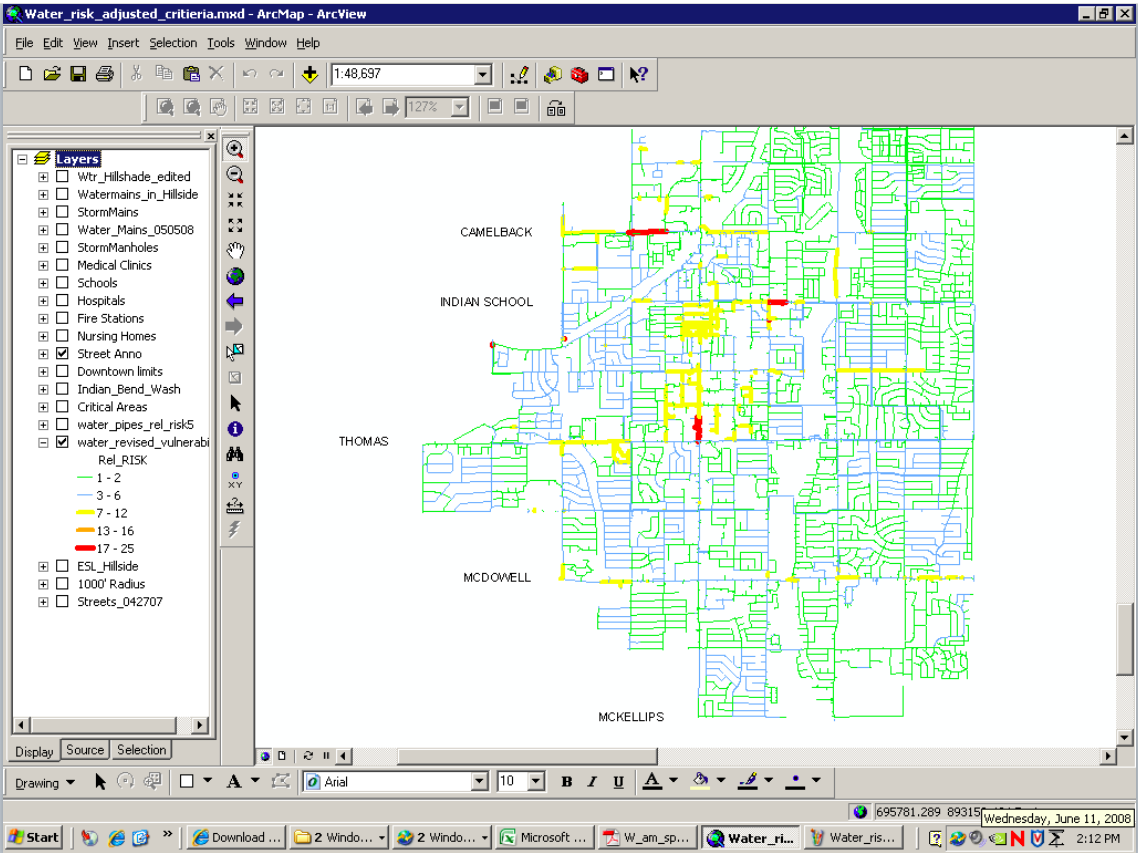 Water_risk_adjusted_critieria.mxd - ArcMap - ArcView
File Edit View Insert Selection Tools Window Help
1:48,697
127%
Layers
Wtr_Hillshade_edited
Watermains_in_Hillside
StormMains
Water_Mains_050508
StormManholes
Medical Clinics
Schools
Hospitals
Fire Stations
Nursing Homes
Street Anno
Downtown limits
Indian_Bend_Wash
Critical Areas
water_pipes_rel_risk5
water_revised_vulnerabi
Rel_RISK
1 - 2
3 - 6
7 - 12
13 - 16
17 - 25
ESL_Hillside
1000' Radius
Streets_042707
Display Source Selection
CAMELBACK
INDIAN SCHOOL
THOMAS
MCDOWELL
MCKELLIPS
Drawing A Arial 10 B I U A
695781.289 89315
Wednesday, June 11, 2008
Start Download ... 2 Windo... 2 Windo... Microsoft ... W_am_sp... Water_ri... Water_ris... 2:12 PM